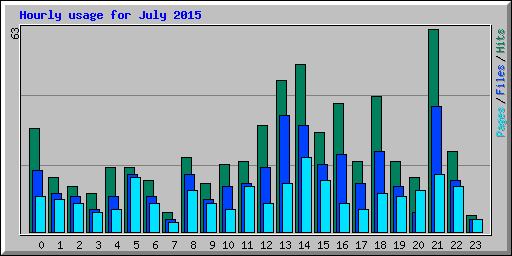 Hourly usage for July 2015
63
Pages / Files / Hits
0 1 2 3 4 5 6 7 8 9 10 11 12 13 14 15 16 17 18 19 20 21 22 23